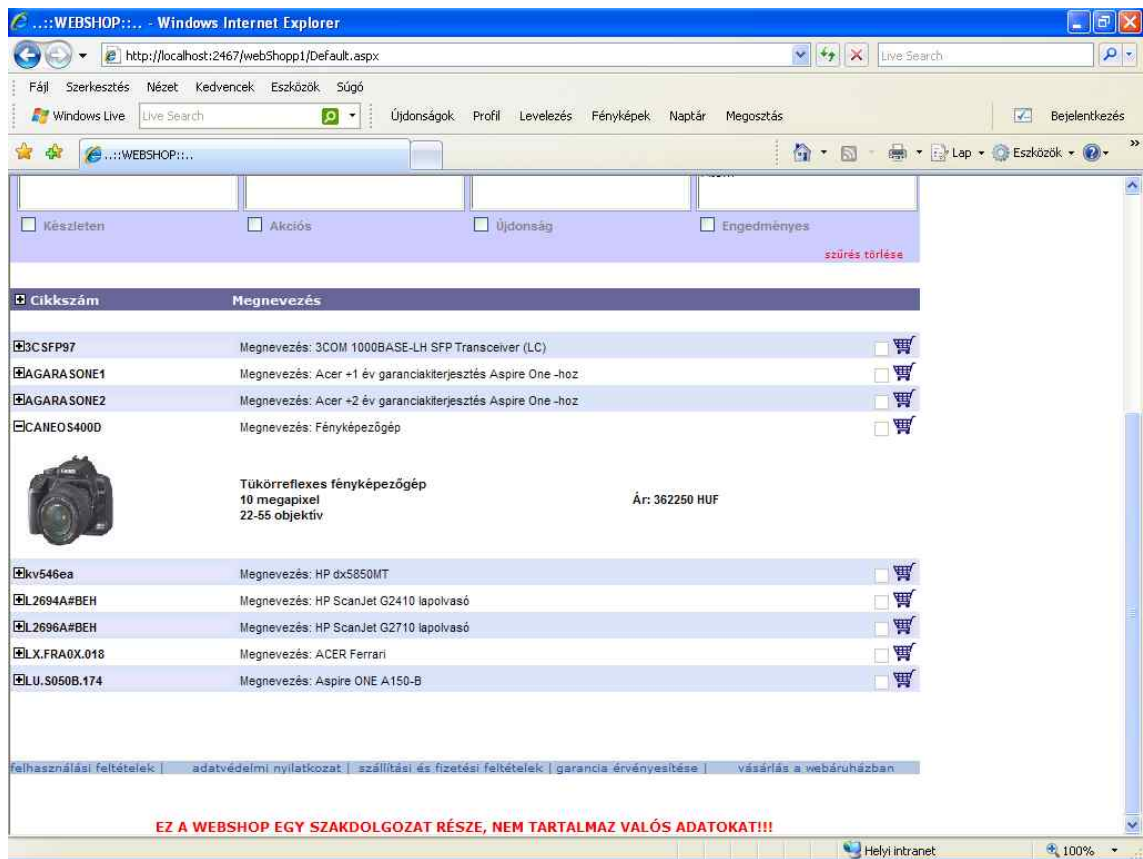 ..::WEBSHOP::.. - Windows Internet Explorer
http://localhost:2467/webShopp1/Default.aspx
Live Search
Fájl Szerkesztés Nézet Kedvencek Eszközök Súgó
Windows Live Live Search Újdonságok Profil Levelezés Fényképek Naptár Megosztás Bejelentkezés
..::WEBSHOP::.. Lap Eszközök »
Készleten Akciós Újdonság Engedményes
szűrés törlése
Cikkszám Megnevezés
3CSFP97 Megnevezés: 3COM 1000BASE-LH SFP Transceiver (LC)
AGARASONE1 Megnevezés: Acer +1 év garanciakiterjesztés Aspire One -hoz
AGARASONE2 Megnevezés: Acer +2 év garanciakiterjesztés Aspire One -hoz
CANEOS400D Megnevezés: Fényképezőgép
Tükörreflexes fényképezőgép
10 megapixel Ár: 362250 HUF
22-55 objektív
kv546ea Megnevezés: HP dx5850MT
L2694A#BEH Megnevezés: HP ScanJet G2410 lapolvasó
L2696A#BEH Megnevezés: HP ScanJet G2710 lapolvasó
LX.FRA0X.018 Megnevezés: ACER Ferrari
LU.S050B.174 Megnevezés: Aspire ONE A150-B
felhasználási feltételek | adatvédelmi nyilatkozat | szállítási és fizetési feltételek | garancia érvényesítése | vásárlás a webáruházban
EZ A WEBSHOP EGY SZAKDOLGOZAT RÉSZE, NEM TARTALMAZ VALÓS ADATOKAT!!!
Helyi intranet 100%